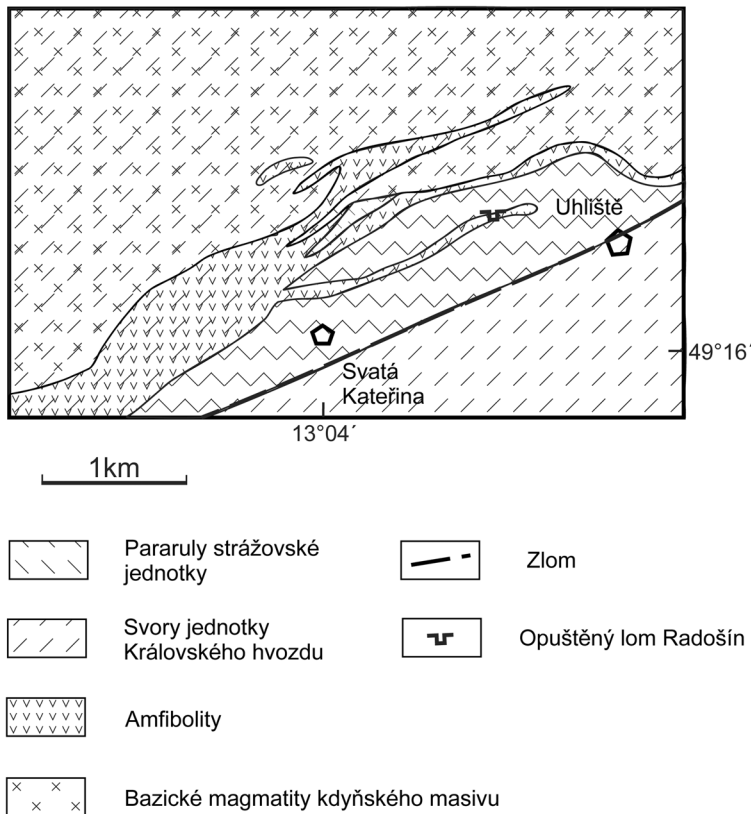 Uhliště
49°16´
Svatá
Kateřina
13°04´
1km
Pararuly strážovské
jednotky
Zlom
Svory jednotky
Královského hvozdu
Opuštěný lom Radošín
Amfibolity
Bazické magmatity kdyňského masivu